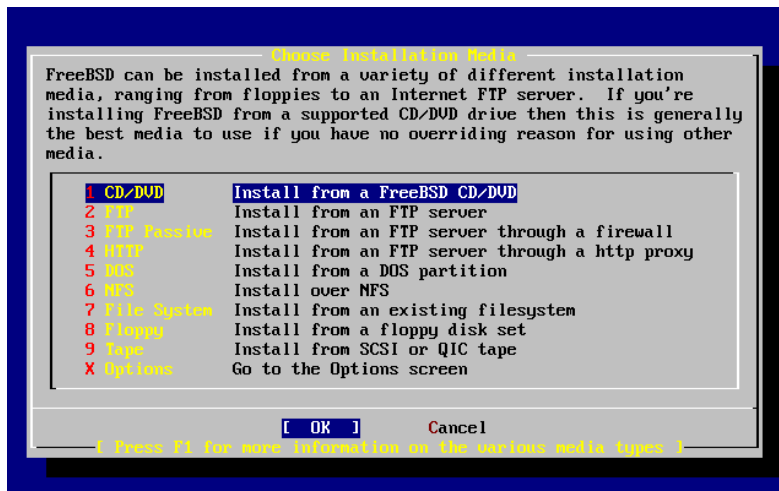 Choose Installation Media
FreeBSD can be installed from a variety of different installation
media, ranging from floppies to an Internet FTP server.  If you're
installing FreeBSD from a supported CD/DVD drive then this is generally
the best media to use if you have no overriding reason for using other
media.
1 CD/DVD Install from a FreeBSD CD/DVD
2 FTP Install from an FTP server
3 FTP Passive Install from an FTP server through a firewall
4 HTTP Install from an FTP server through a http proxy
5 DOS Install from a DOS partition
6 NFS Install over NFS
7 File System Install from an existing filesystem
8 Floppy Install from a floppy disk set
9 Tape Install from SCSI or QIC tape
X Options Go to the Options screen
[ OK ] Cancel
[ Press F1 for more information on the various media types ]